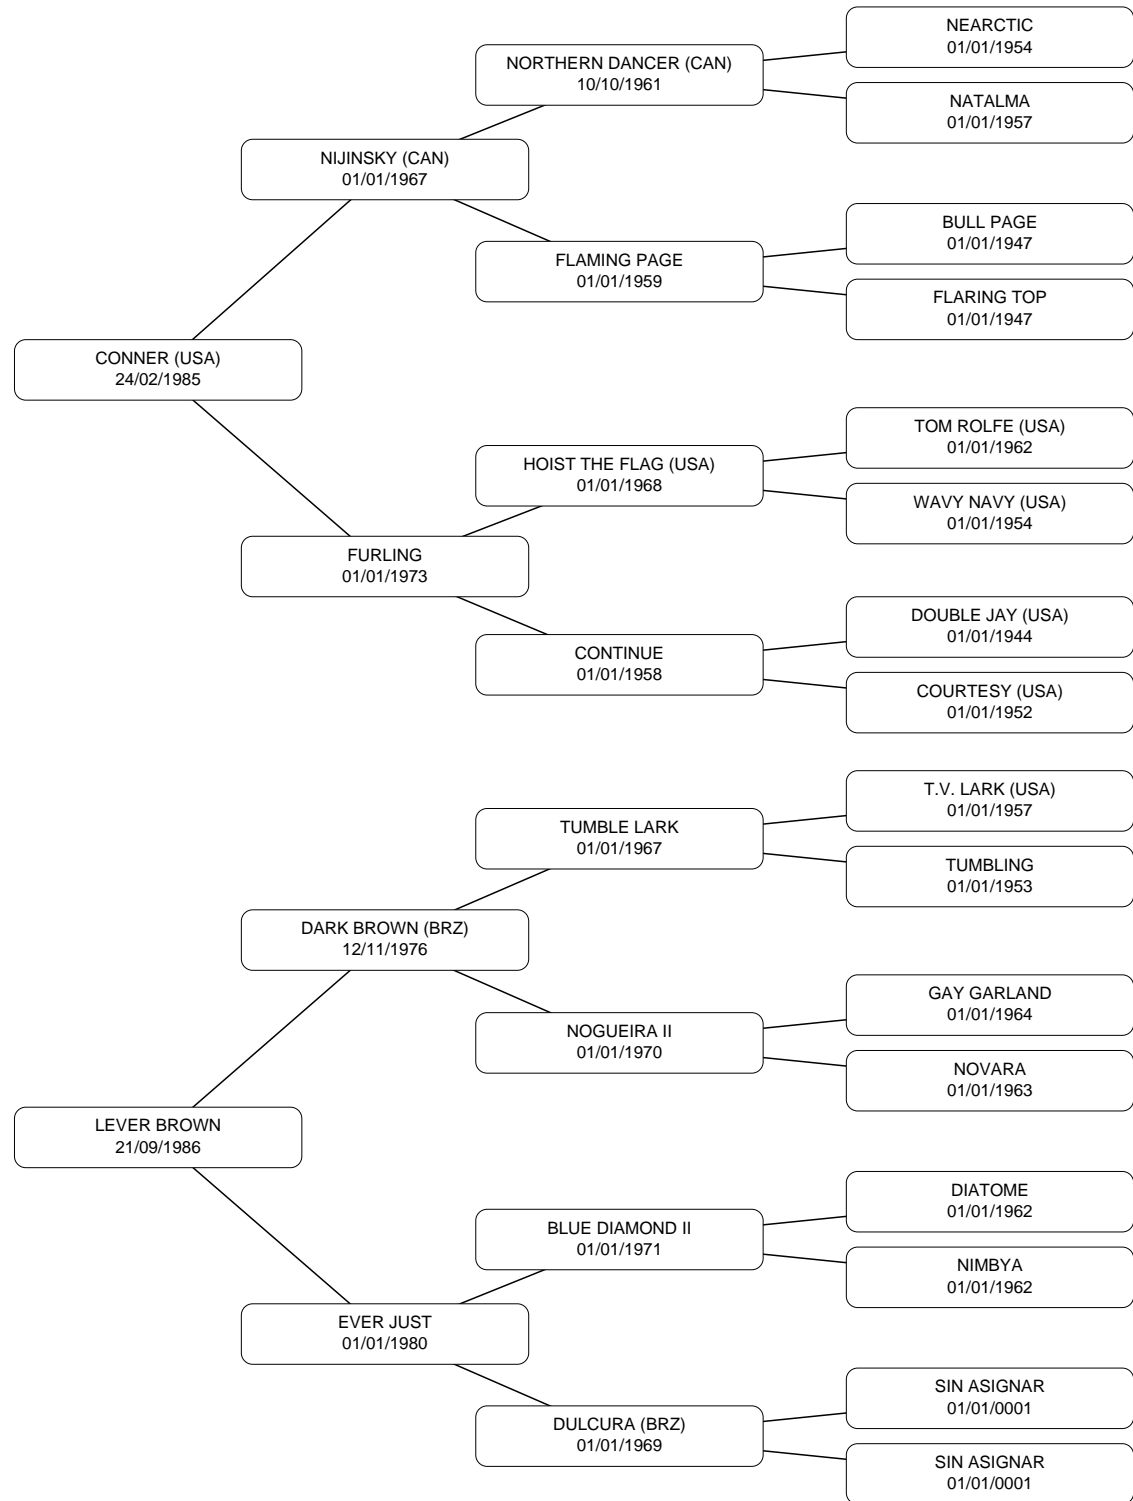 NEARCTIC
01/01/1954
NORTHERN DANCER (CAN)
10/10/1961
NATALMA
01/01/1957
NIJINSKY (CAN)
01/01/1967
BULL PAGE
01/01/1947
FLAMING PAGE
01/01/1959
FLARING TOP
01/01/1947
CONNER (USA)
24/02/1985
TOM ROLFE (USA)
01/01/1962
HOIST THE FLAG (USA)
01/01/1968
WAVY NAVY (USA)
01/01/1954
FURLING
01/01/1973
DOUBLE JAY (USA)
01/01/1944
CONTINUE
01/01/1958
COURTESY (USA)
01/01/1952
T.V. LARK (USA)
01/01/1957
TUMBLE LARK
01/01/1967
TUMBLING
01/01/1953
DARK BROWN (BRZ)
12/11/1976
GAY GARLAND
01/01/1964
NOGUEIRA II
01/01/1970
NOVARA
01/01/1963
LEVER BROWN
21/09/1986
DIATOME
01/01/1962
BLUE DIAMOND II
01/01/1971
NIMBYA
01/01/1962
EVER JUST
01/01/1980
SIN ASIGNAR
01/01/0001
DULCURA (BRZ)
01/01/1969
SIN ASIGNAR
01/01/0001